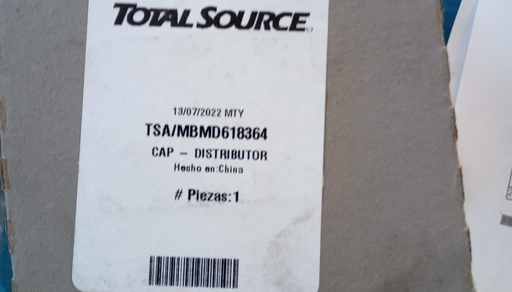 TOTAL SOURCE
13/07/2022 MTY
TSA/MBMD618364
CAP - DISTRIBUTOR
Hecho en:China
# Piezas:1